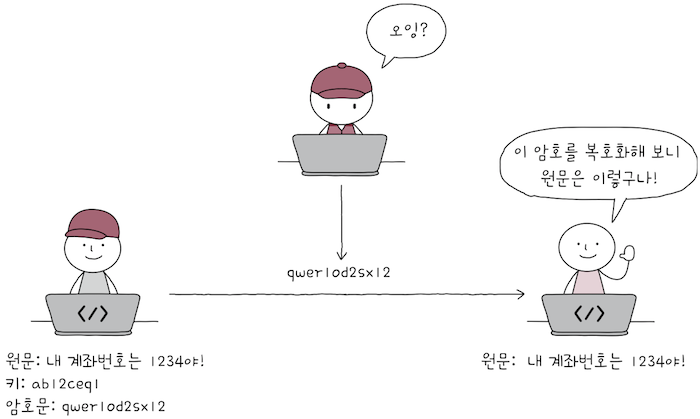 오잉?
이 암호를 복호화해 보니
원문은 이렇구나!
qwer10d2sx12
</>
</>
원문: 내 계좌번호는 1234야!
키: ab12ceq1
암호문: qwer10d2sx12
원문: 내 계좌번호는 1234야!